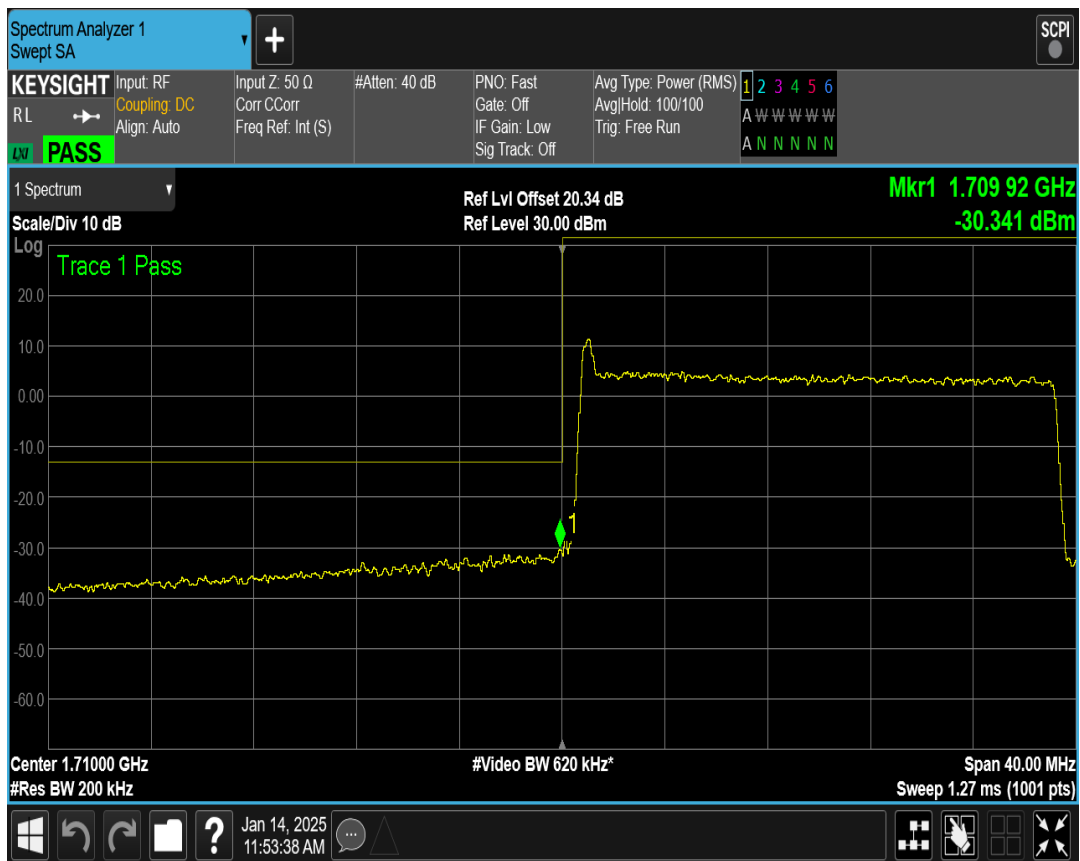 Spectrum Analyzer 1
Swept SA
+
SCPI
KEYSIGHT
RL
LXI PASS
Input: RF
Coupling: DC
Align: Auto
Input Z: 50 Ω
Corr CCorr
Freq Ref: Int (S)
#Atten: 40 dB
PNO: Fast
Gate: Off
IF Gain: Low
Sig Track: Off
Avg Type: Power (RMS)
Avg|Hold: 100/100
Trig: Free Run
1 2 3 4 5 6
A W W W W W
A N N N N N
1 Spectrum
Scale/Div 10 dB
Ref Lvl Offset 20.34 dB
Ref Level 30.00 dBm
Mkr1 1.709 92 GHz
-30.341 dBm
Log
Trace 1 Pass
20.0
10.0
0.00
-10.0
-20.0
1
-30.0
-40.0
-50.0
-60.0
Center 1.71000 GHz
#Res BW 200 kHz
#Video BW 620 kHz*
Span 40.00 MHz
Sweep 1.27 ms (1001 pts)
?
Jan 14, 2025
11:53:38 AM